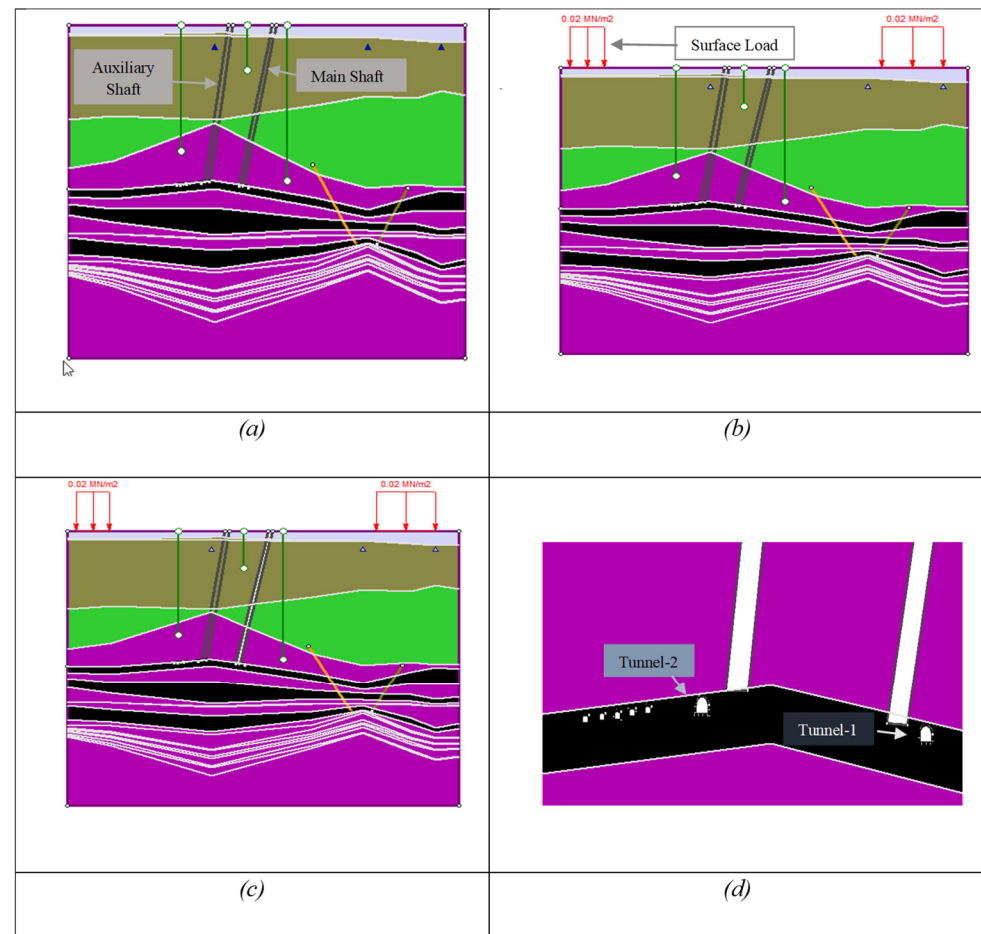 Auxiliary
Shaft
Main Shaft
0.02 MN/m2
Surface Load
0.02 MN/m2
(a)
(b)
0.02 MN/m2
0.02 MN/m2
Tunnel-2
Tunnel-1
(c)
(d)